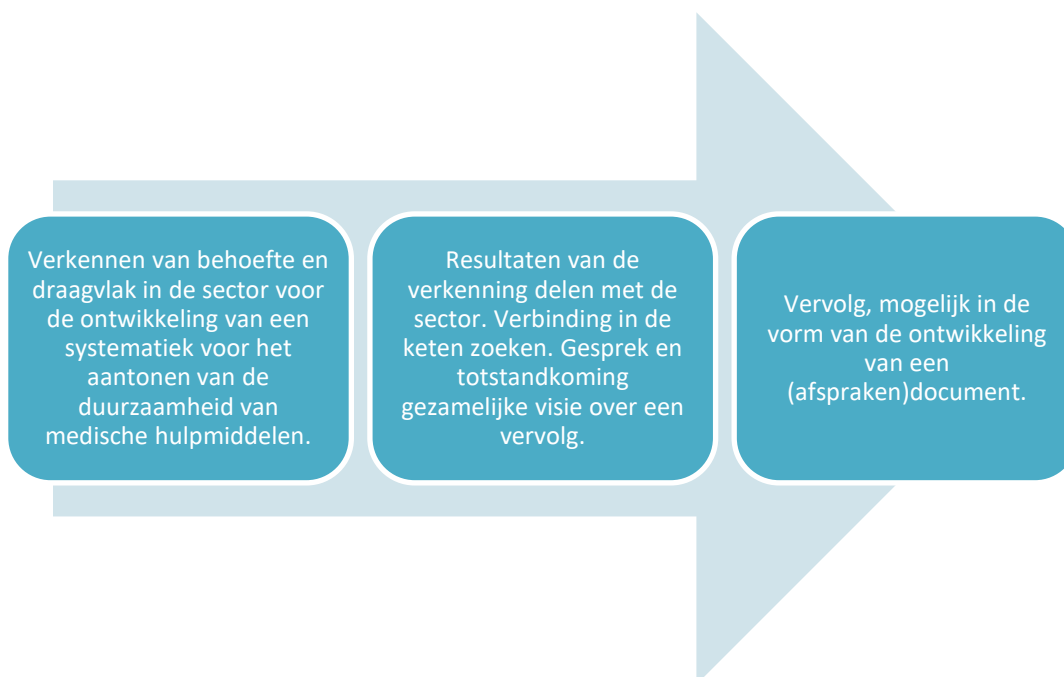 Verkennen van behoefte en
draagvlak in de sector voor
de ontwikkeling van een
systematiek voor het
aantonen van de
duurzaamheid van
medische hulpmiddelen.
Resultaten van de
verkenning delen met de
sector. Verbinding in de
keten zoeken. Gesprek en
totstandkoming
gezamelijke visie over een
vervolg.
Vervolg, mogelijk in de
vorm van de ontwikkeling
van een
(afspraken)document.